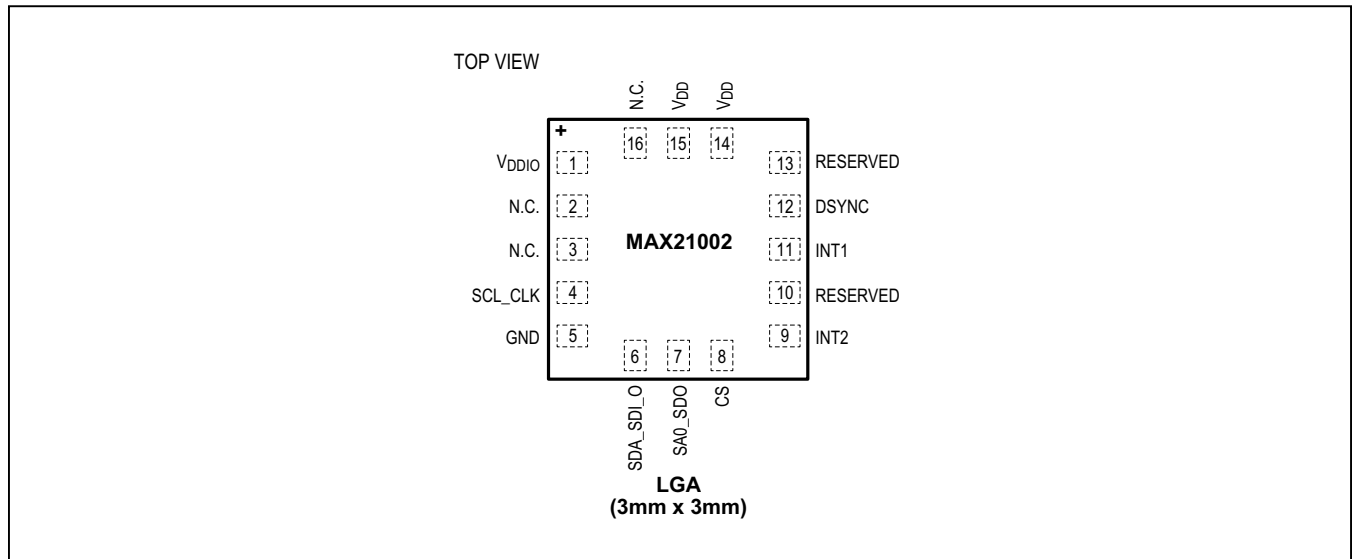 TOP VIEW
N.C.
VDD
VDD
+
16
15
14
VDDIO
1
13
RESERVED
N.C.
2
12
DSYNC
N.C.
3
MAX21002
11
INT1
SCL_CLK
4
10
RESERVED
GND
5
9
INT2
6
7
8
SDA_SDI_O
SA0_SDO
CS
LGA
(3mm x 3mm)